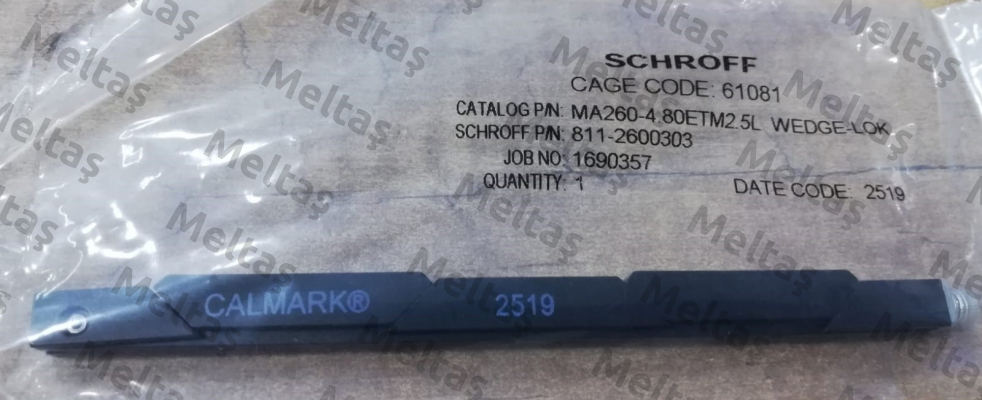 SCHROFF
CAGE CODE: 61081
CATALOG P/N: MA260-4.80ETM2.5L WEDGE-LOK
SCHROFF P/N: 811-2600303
JOB NO: 1690357
QUANTITY: 1 DATE CODE: 2519
CALMARK® 2519
Meltaş